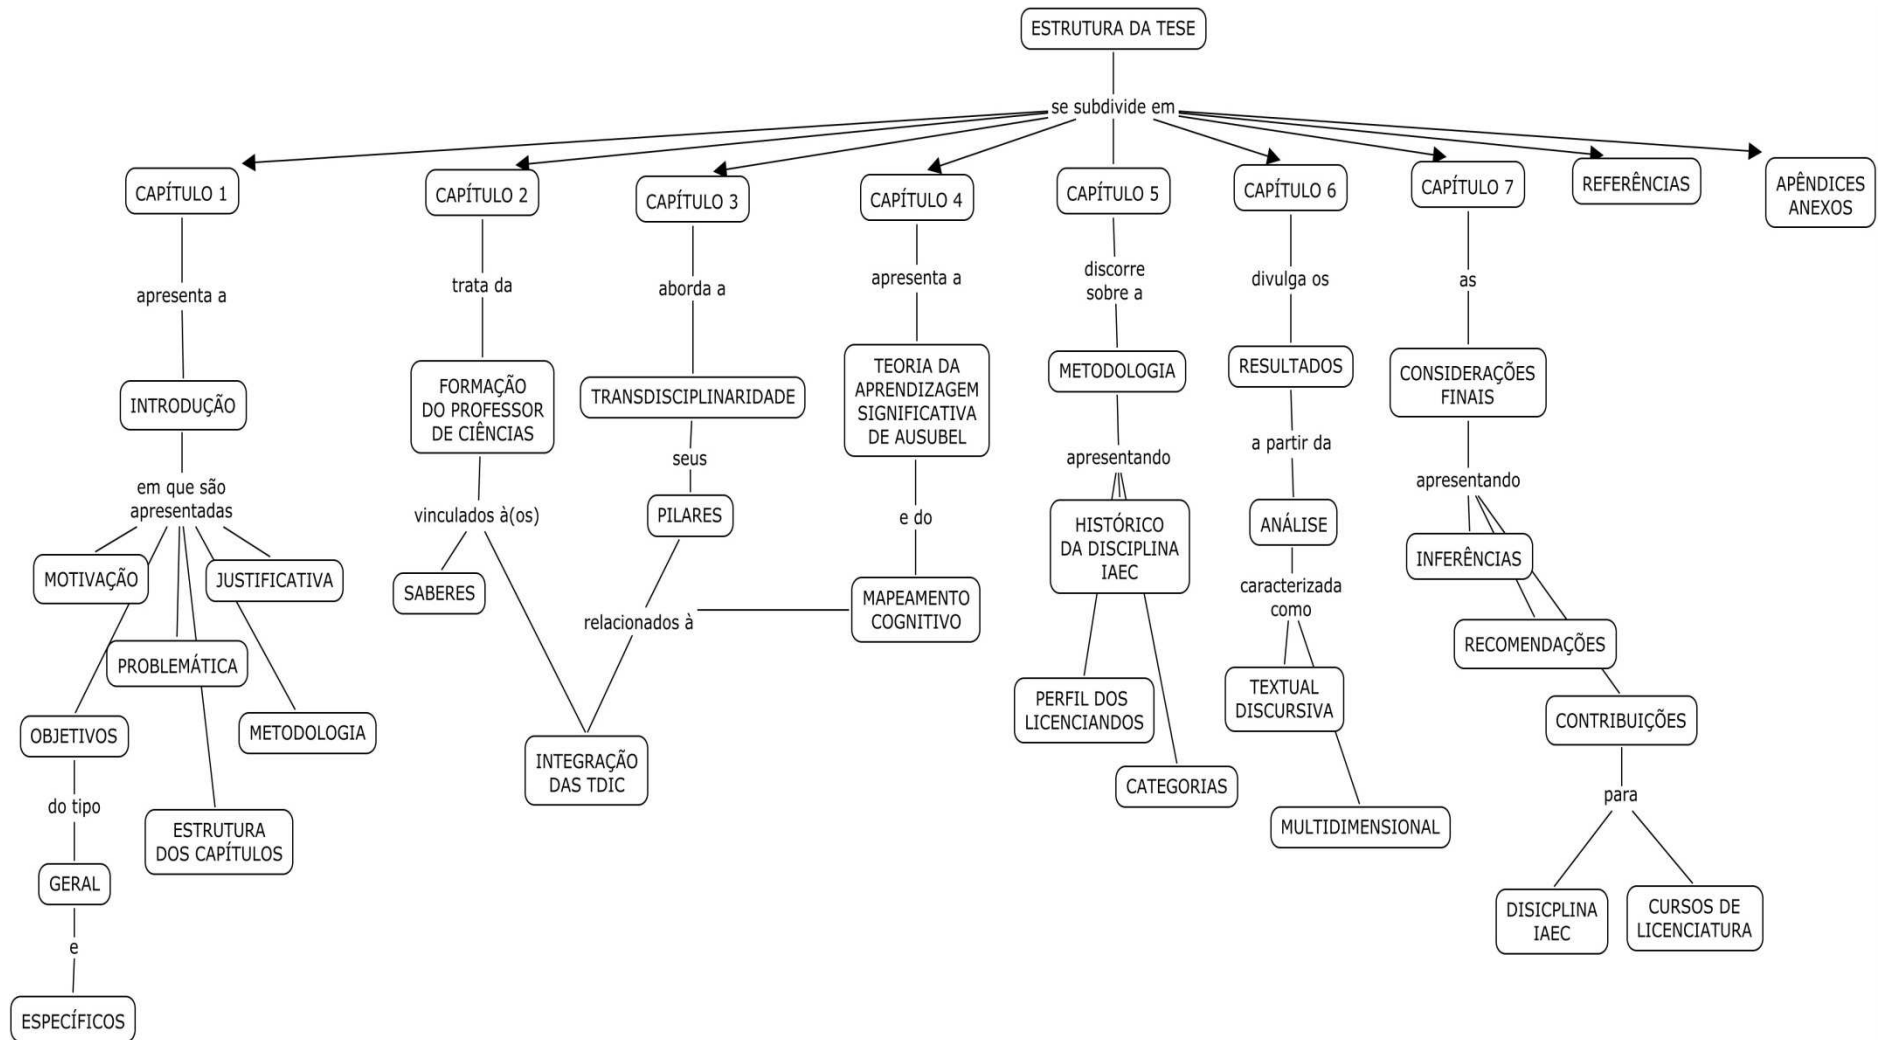 ESTRUTURA DA TESE
se subdivide em
CAPÍTULO 1
apresenta a
INTRODUÇÃO
em que são
apresentadas
MOTIVAÇÃO
JUSTIFICATIVA
PROBLEMÁTICA
OBJETIVOS
METODOLOGIA
do tipo
ESTRUTURA
DOS CAPÍTULOS
GERAL
e
ESPECÍFICOS
CAPÍTULO 2
trata da
FORMAÇÃO
DO PROFESSOR
DE CIÊNCIAS
vinculados à(os)
SABERES
INTEGRAÇÃO
DAS TDIC
CAPÍTULO 3
aborda a
TRANSDISCIPLINARIDADE
seus
PILARES
relacionados à
CAPÍTULO 4
apresenta a
TEORIA DA
APRENDIZAGEM
SIGNIFICATIVA
DE AUSUBEL
e do
MAPEAMENTO
COGNITIVO
CAPÍTULO 5
discorre
sobre a
METODOLOGIA
apresentando
HISTÓRICO
DA DISCIPLINA
IAEC
PERFIL DOS
LICENCIANDOS
CATEGORIAS
CAPÍTULO 6
divulga os
RESULTADOS
a partir da
ANÁLISE
caracterizada
como
TEXTUAL
DISCURSIVA
MULTIDIMENSIONAL
CAPÍTULO 7
as
CONSIDERAÇÕES
FINAIS
apresentando
INFERÊNCIAS
RECOMENDAÇÕES
CONTRIBUIÇÕES
para
DISICPLINA
IAEC
CURSOS DE
LICENCIATURA
REFERÊNCIAS
APÊNDICES
ANEXOS